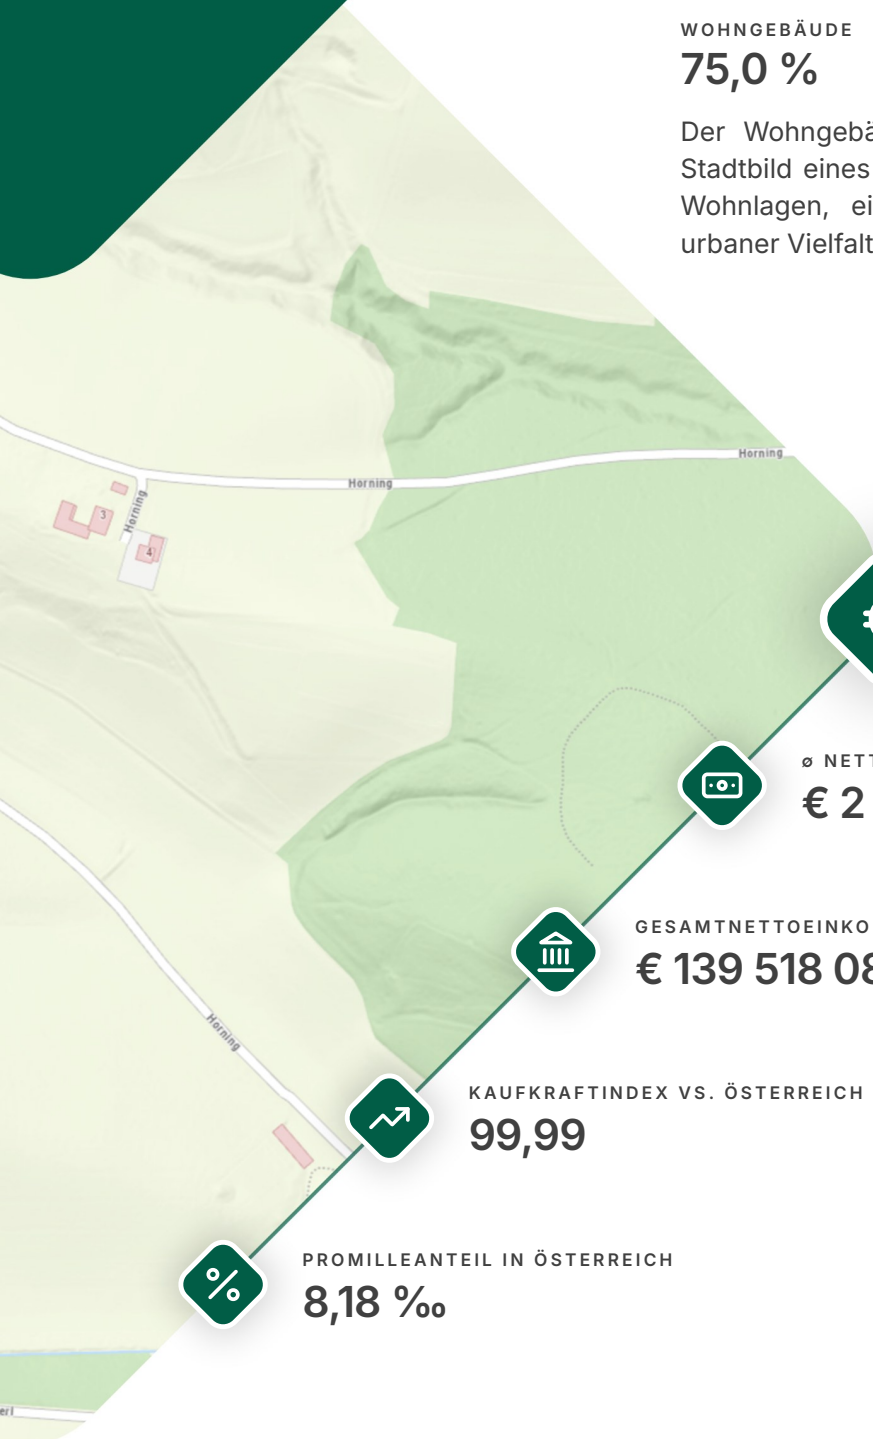 WOHNGEBÄUDE
75,0 %
Der Wohngebä
Stadtbild eines
Wohnlagen, ei
urbaner Vielfalt
Horning
Horning
Horning
3
4
ø NETT
€ 2
GESAMTNETTOEINKO
€ 139 518 08
Horning
KAUFKRAFTINDEX VS. ÖSTERREICH
99,99
PROMILLEANTEIL IN ÖSTERREICH
8,18 ‰
erl